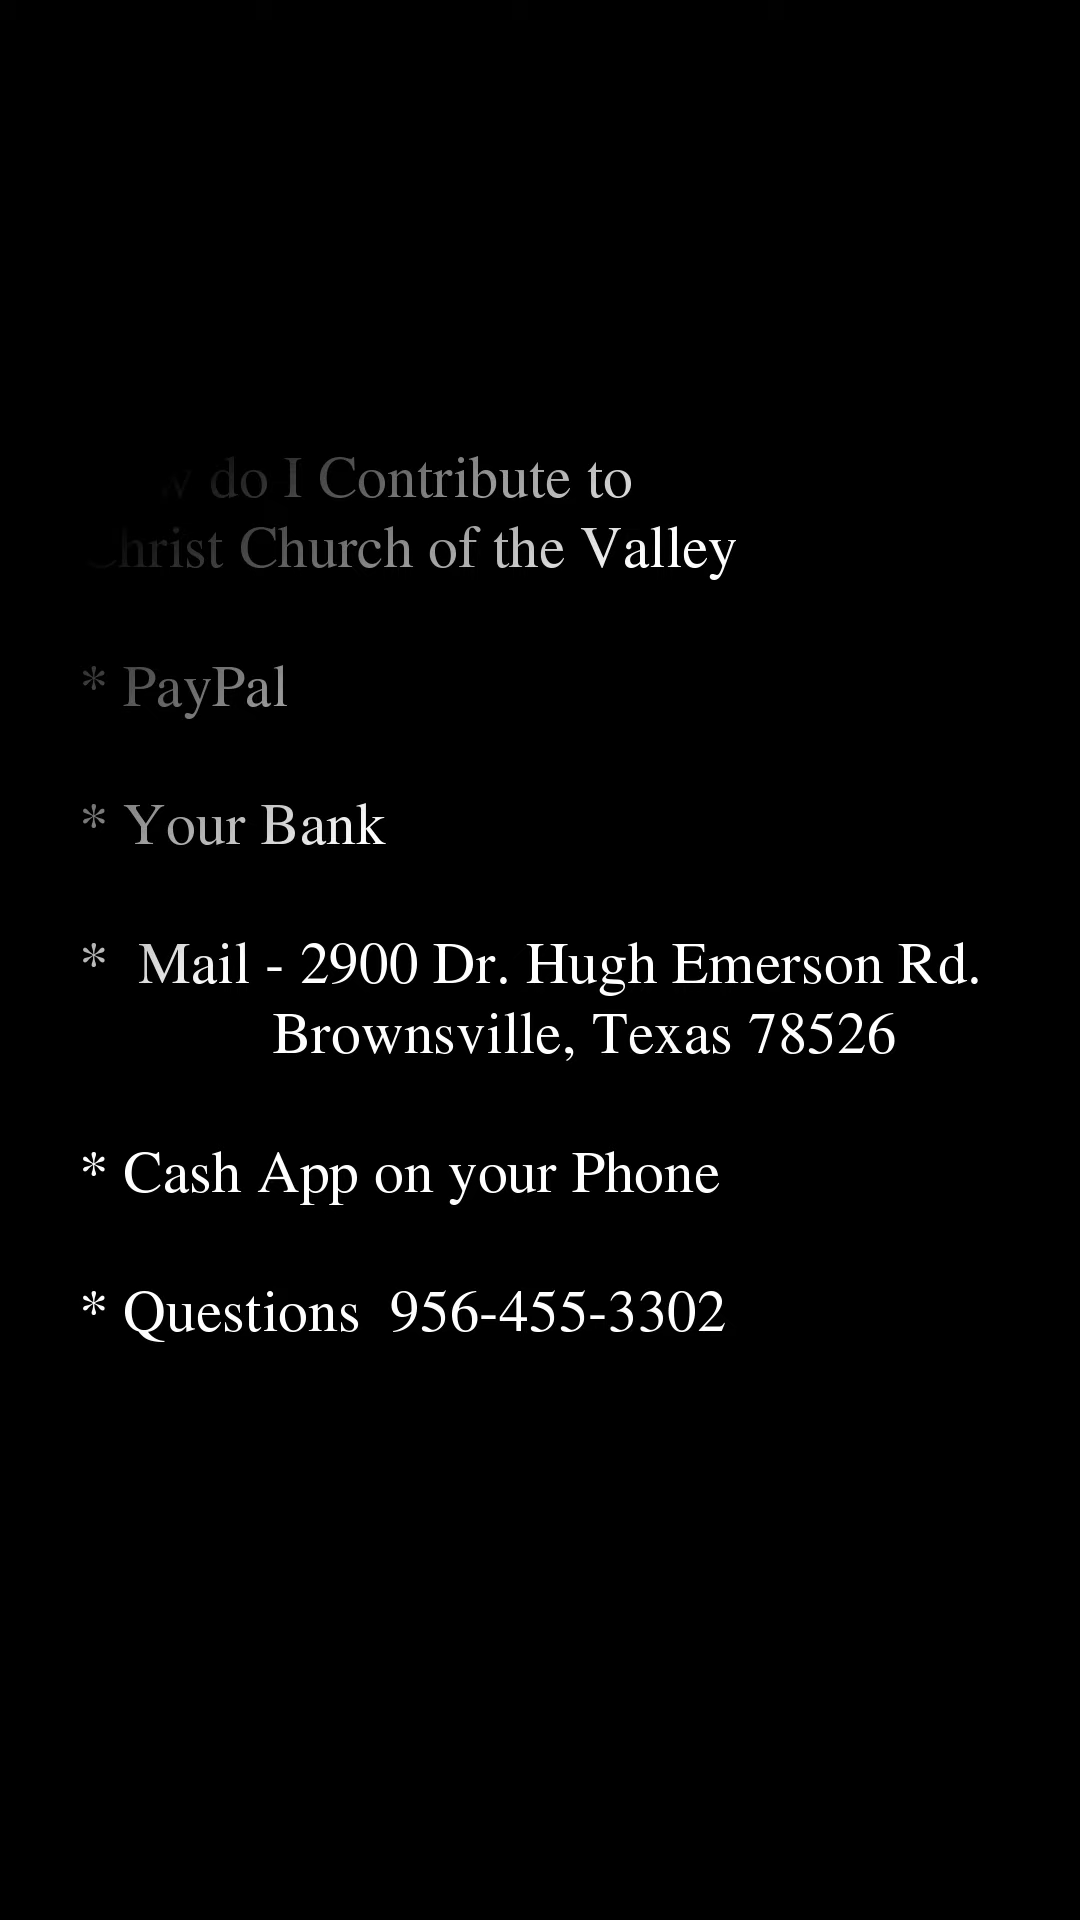 do I Contribute to
Christ Church of the Valley
* PayPal
* Your Bank
* Mail - 2900 Dr. Hugh Emerson Rd.
Brownsville, Texas 78526
* Cash App on your Phone
* Questions 956-455-3302